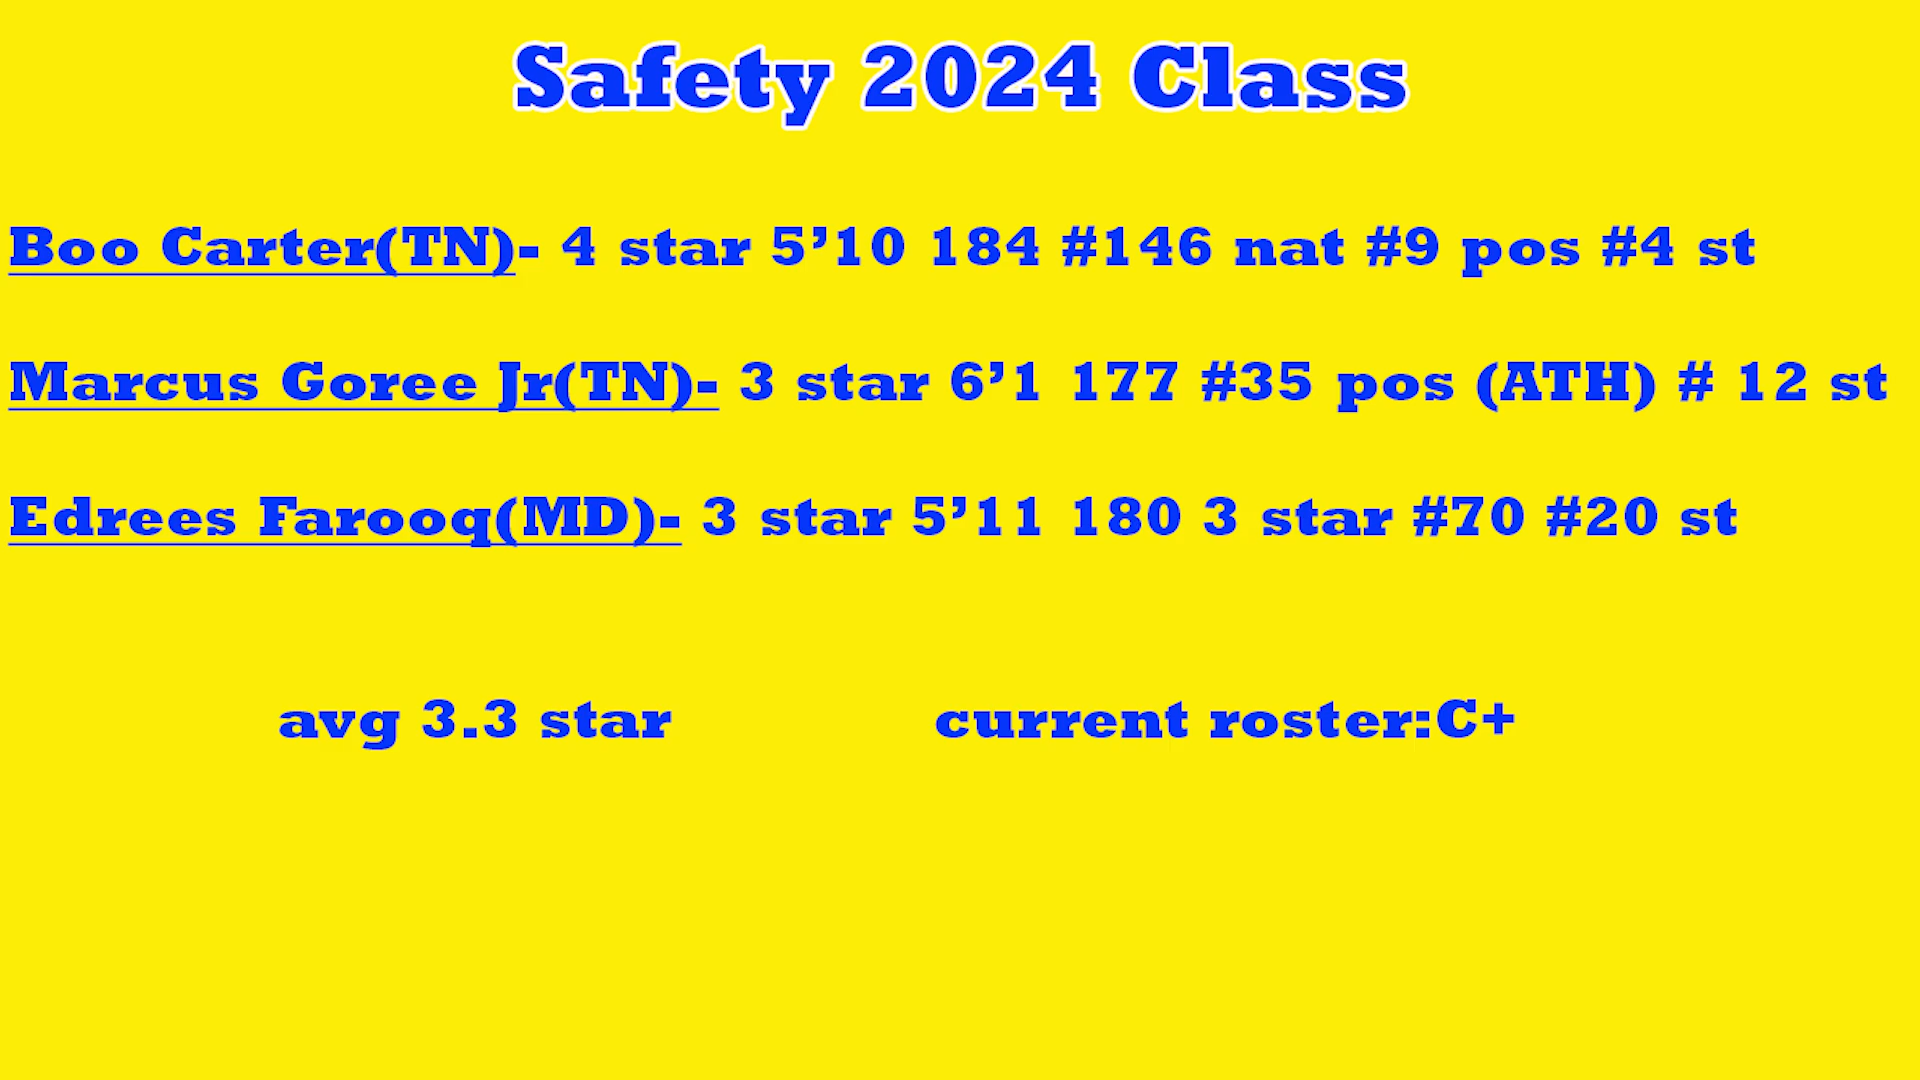 Safety 2024 Class
Boo Carter(TN)- 4 star 5’10 184 #146 nat #9 pos #4 st
Marcus Goree Jr(TN)- 3 star 6’1 177 #35 pos (ATH) # 12 st
Edrees Farooq(MD)- 3 star 5’11 180 3 star #70 #20 st
avg 3.3 star current roster:C+